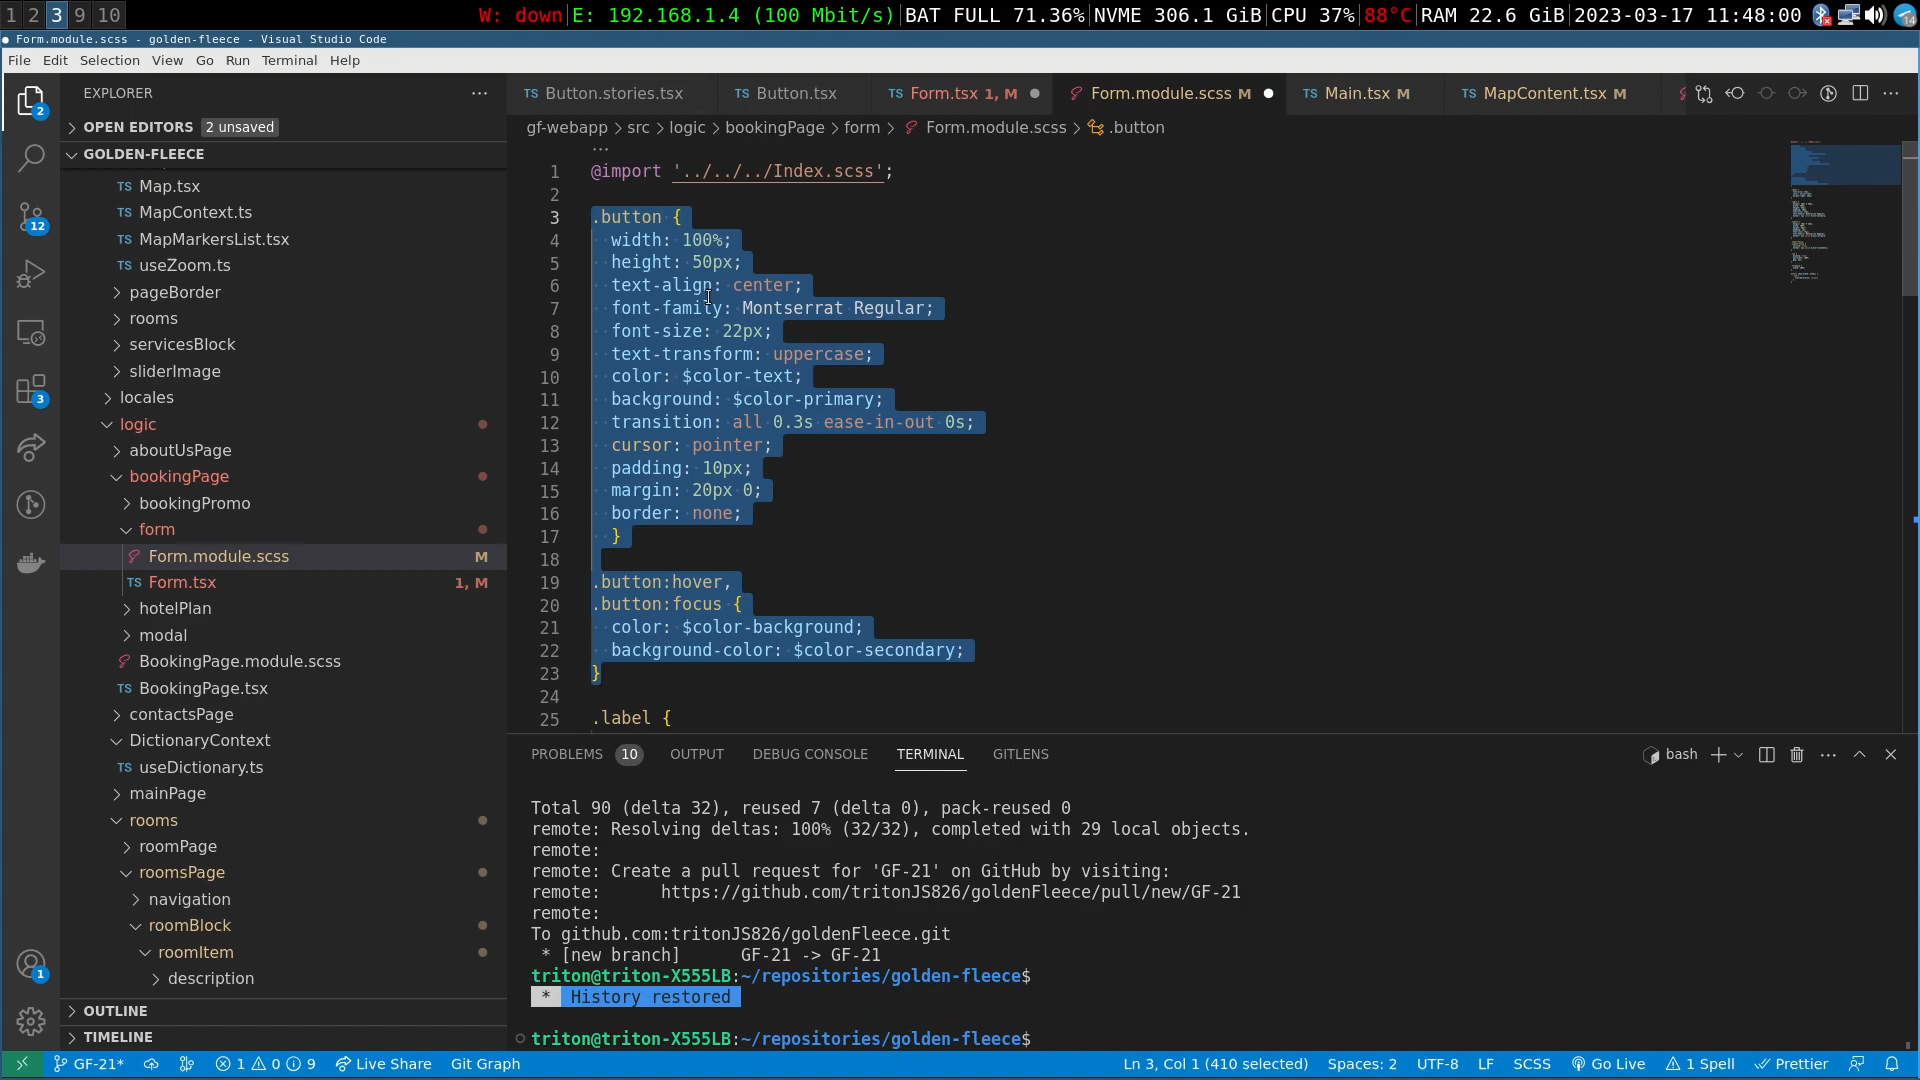 1 2 3 9 10 W: down|E: 192.168.1.4 (100 Mbit/s)|BAT FULL 71.36%|NVME 306.1 GiB|CPU 37%|88°C|RAM 22.6 GiB|2023-03-17 11:48:00
● Form.module.scss - golden-fleece - Visual Studio Code
File Edit Selection View Go Run Terminal Help
EXPLORER ···
OPEN EDITORS 2 unsaved
GOLDEN-FLEECE
TS Map.tsx
TS MapContext.ts
TS MapMarkersList.tsx
TS useZoom.ts
pageBorder
rooms
servicesBlock
sliderImage
locales
logic
aboutUsPage
bookingPage
bookingPromo
form
Form.module.scss M
TS Form.tsx 1, M
hotelPlan
modal
BookingPage.module.scss
TS BookingPage.tsx
contactsPage
DictionaryContext
TS useDictionary.ts
mainPage
rooms
roomPage
roomsPage
navigation
roomBlock
roomItem
description
OUTLINE
TIMELINE
2
12
3
1
TS Button.stories.tsx TS Button.tsx TS Form.tsx 1, M ● Form.module.scss M ● TS Main.tsx M TS MapContent.tsx M
gf-webapp > src > logic > bookingPage > form > Form.module.scss > .button
···
1 @import '../../../Index.scss';
2
3 .button {
4 width: 100%;
5 height: 50px;
6 text-align: center;
7 font-family: Montserrat Regular;
8 font-size: 22px;
9 text-transform: uppercase;
10 color: $color-text;
11 background: $color-primary;
12 transition: all 0.3s ease-in-out 0s;
13 cursor: pointer;
14 padding: 10px;
15 margin: 20px 0;
16 border: none;
17 }
18
19 .button:hover,
20 .button:focus {
21 color: $color-background;
22 background-color: $color-secondary;
23 }
24
25 .label {
PROBLEMS 10 OUTPUT DEBUG CONSOLE TERMINAL GITLENS bash
Total 90 (delta 32), reused 7 (delta 0), pack-reused 0
remote: Resolving deltas: 100% (32/32), completed with 29 local objects.
remote:
remote: Create a pull request for 'GF-21' on GitHub by visiting:
remote: https://github.com/tritonJS826/goldenFleece/pull/new/GF-21
remote:
To github.com:tritonJS826/goldenFleece.git
* [new branch] GF-21 -> GF-21
triton@triton-X555LB:~/repositories/golden-fleece$
* History restored
triton@triton-X555LB:~/repositories/golden-fleece$
GF-21* 1 0 9 Live Share Git Graph Ln 3, Col 1 (410 selected) Spaces: 2 UTF-8 LF SCSS Go Live 1 Spell Prettier